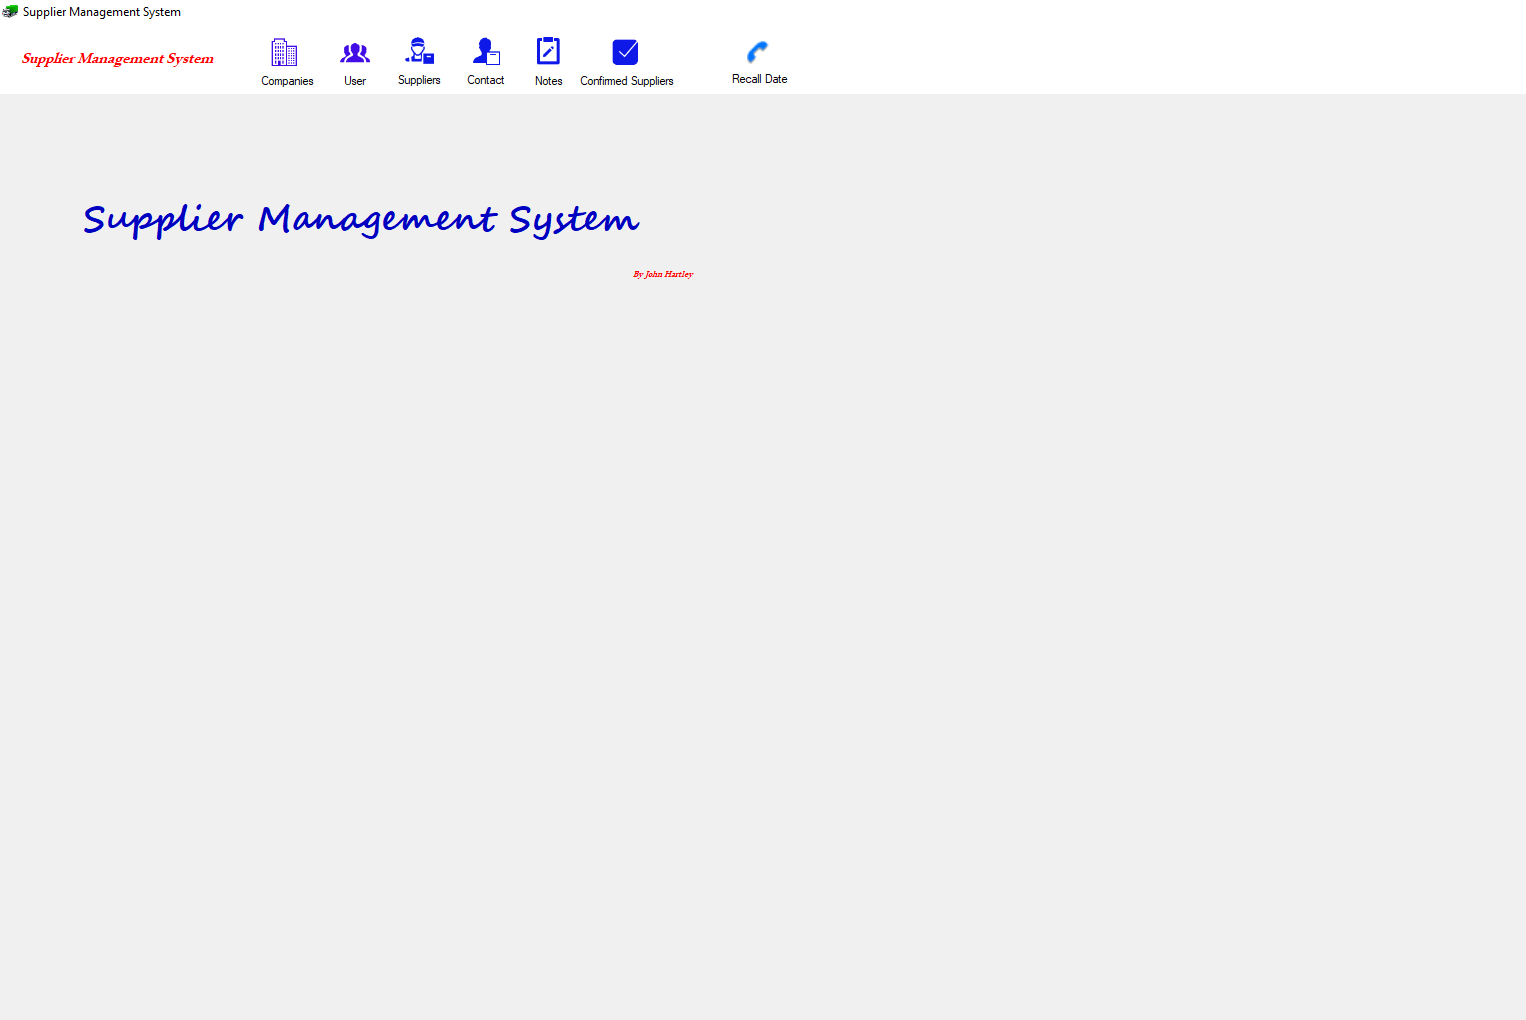 Supplier Management System
Supplier Management System
Companies
User
Suppliers
Contact
Notes
Confirmed Suppliers
Recall Date
Supplier Management System
By John Hartley